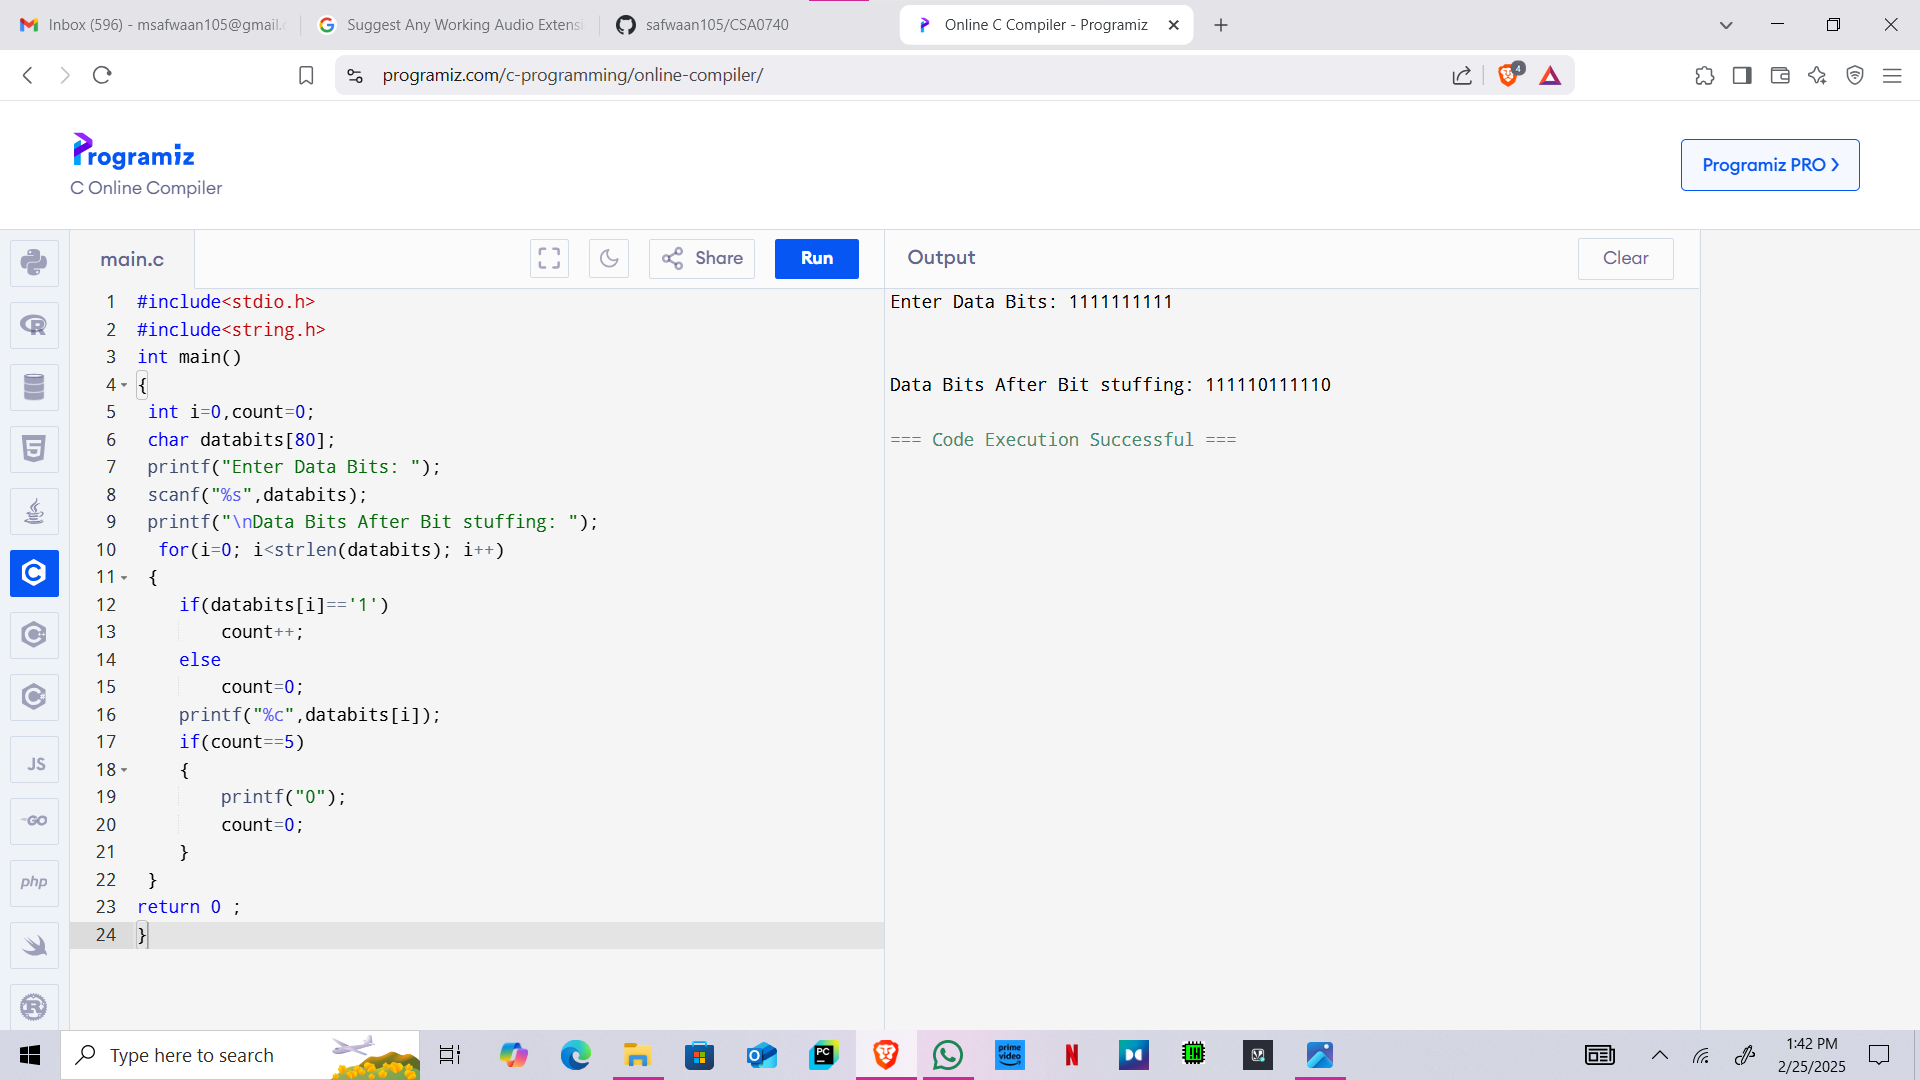 Inbox (596) - msafwaan105@gmail.c
Suggest Any Working Audio Extensi
safwaan105/CSA0740
Online C Compiler - Programiz
programiz.com/c-programming/online-compiler/
4
Programiz
C Online Compiler
Programiz PRO
main.c
Share
Run
Output
Clear
1 #include<stdio.h>
2 #include<string.h>
3 int main()
4 {
5 int i=0,count=0;
6 char databits[80];
7 printf("Enter Data Bits: ");
8 scanf("%s",databits);
9 printf("\nData Bits After Bit stuffing: ");
10 for(i=0; i<strlen(databits); i++)
11 {
12 if(databits[i]=='1')
13 count++;
14 else
15 count=0;
16 printf("%c",databits[i]);
17 if(count==5)
18 {
19 printf("0");
20 count=0;
21 }
22 }
23 return 0 ;
24 }
Enter Data Bits: 1111111111
Data Bits After Bit stuffing: 111110111110
=== Code Execution Successful ===
R
5
C
C
C
JS
GO
php
R
Type here to search
PC
prime video
N
1:42 PM
2/25/2025